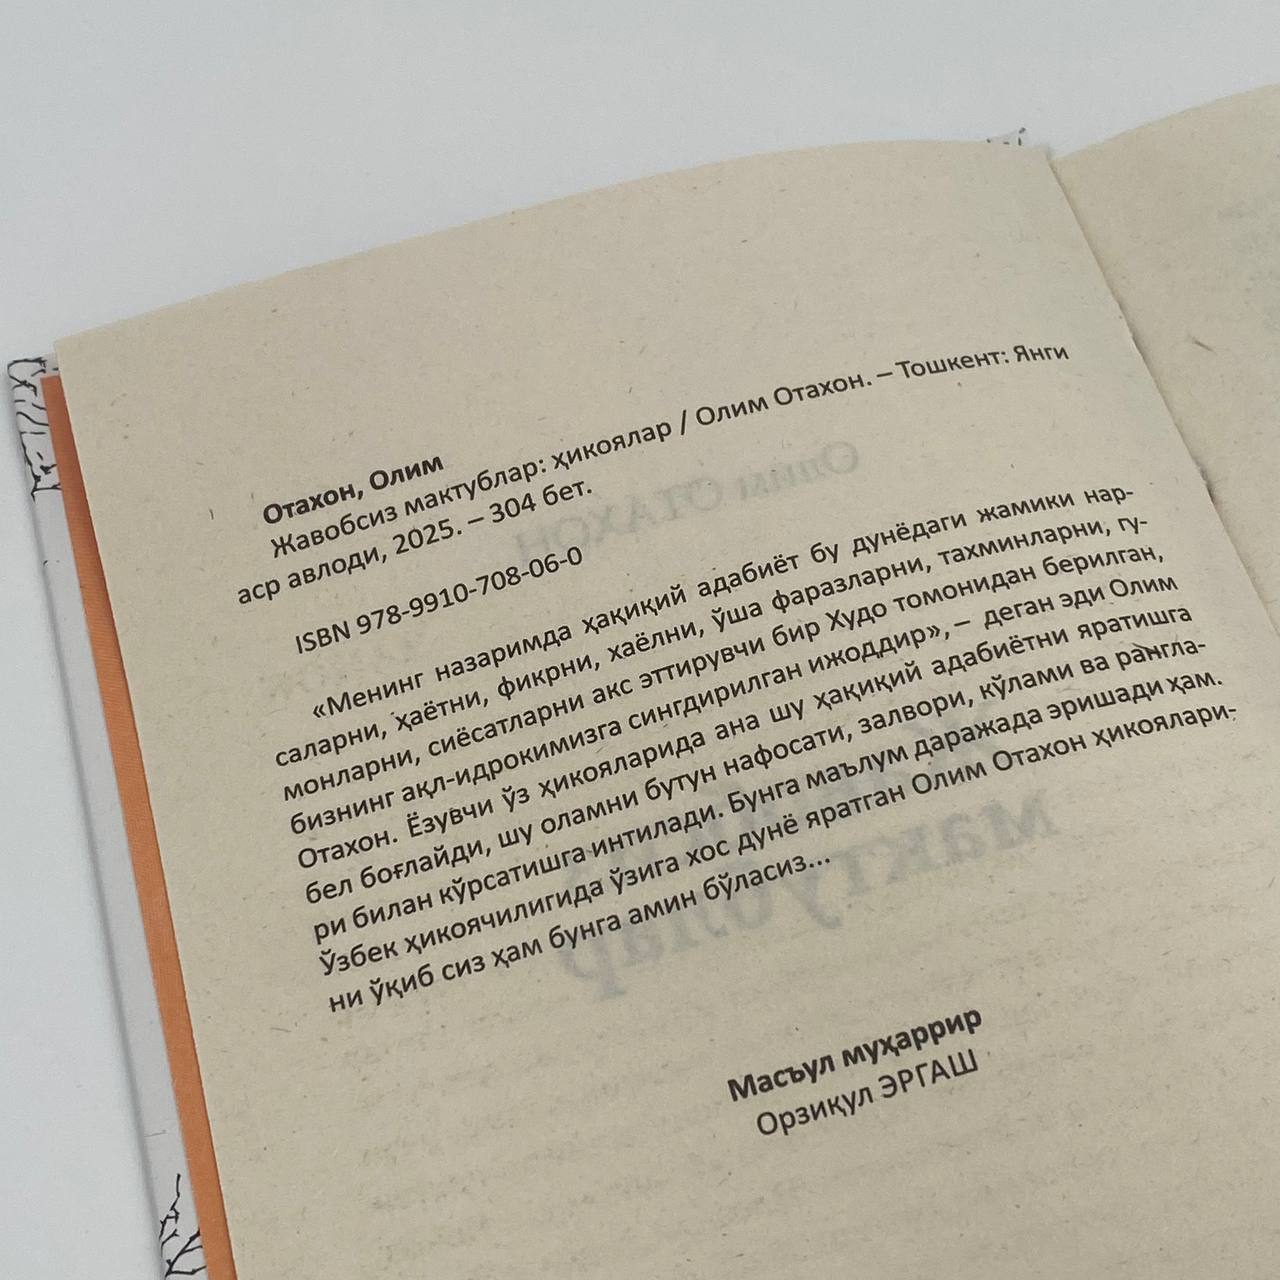 Отахон, Олим
Жавобсиз мактублар: ҳикоялар / Олим Отахон. – Тошкент: Янги
аср авлоди, 2025. – 304 бет.
ISBN 978-9910-708-06-0
«Менинг назаримда ҳақиқий адабиёт бу дунёдаги жамики нар-
саларни, ҳаётни, фикрни, хаёлни, ўша фаразларни, тахминларни, гу-
монларни, сиёсатларни акс эттирувчи бир Худо томонидан берилган,
бизнинг ақл-идрокимизга сингдирилган ижоддир», – деган эди Олим
Отахон. Ёзувчи ўз ҳикояларида ана шу ҳақиқий адабиётни яратишга
бел боғлайди, шу оламни бутун нафосати, залвори, кўлами ва рангла-
ри билан кўрсатишга интилади. Бунга маълум даражада эришади ҳам.
Ўзбек ҳикоячилигида ўзига хос дунё яратган Олим Отахон ҳикоялари-
ни ўқиб сиз ҳам бунга амин бўласиз...
Масъул муҳаррир
Орзиқул ЭРГАШ
Олим ОТАХОН
мактублар